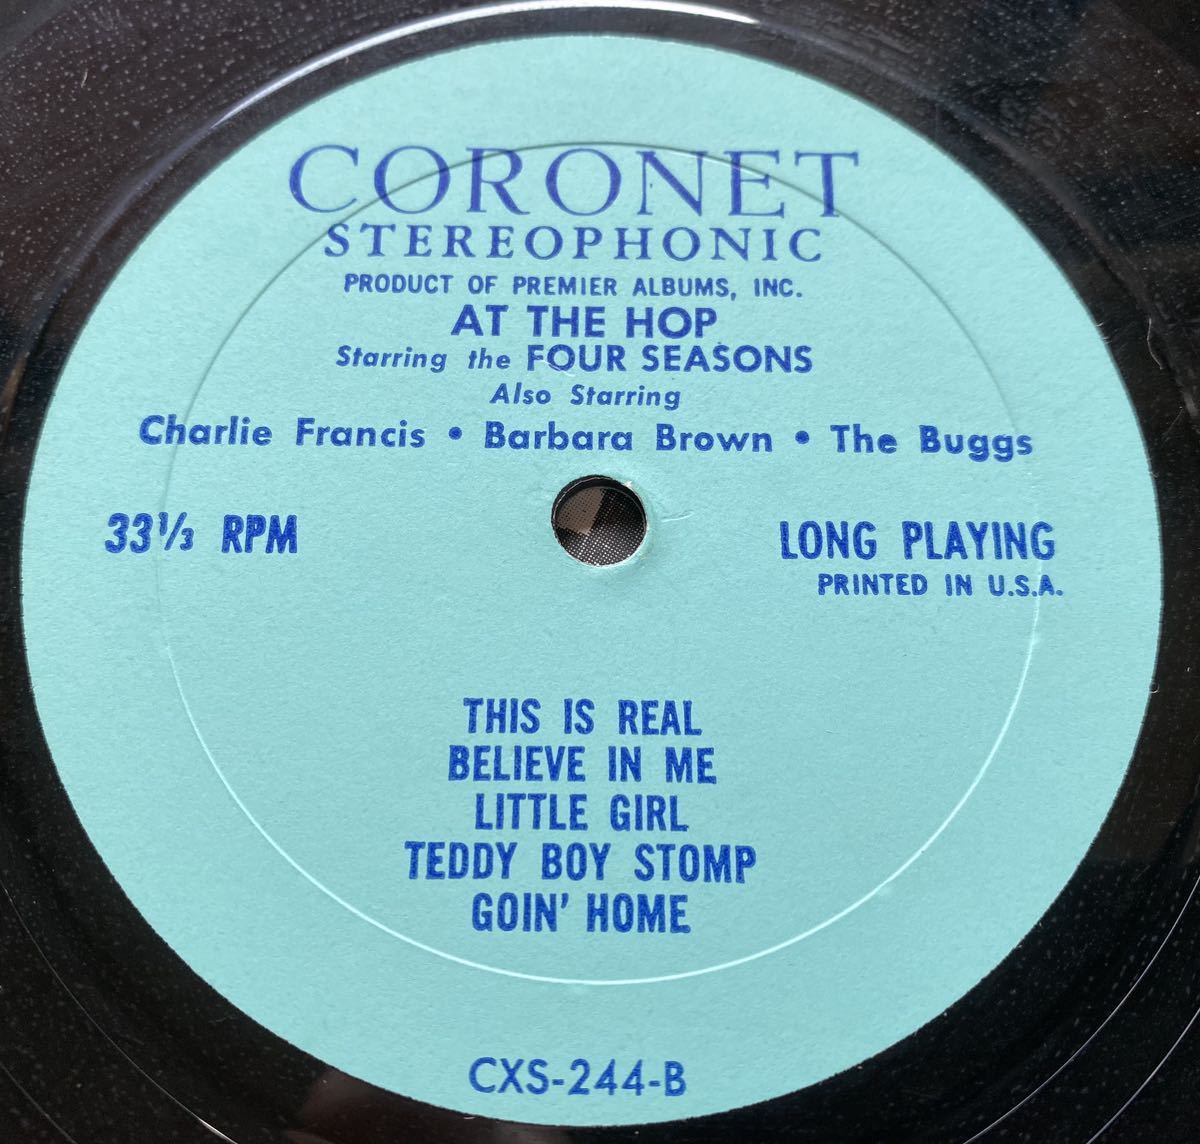 CORONET
STEREOPHONIC
PRODUCT OF PREMIER ALBUMS, INC.
AT THE HOP
Starring the FOUR SEASONS
Also Starring
Charlie Francis • Barbara Brown • The Buggs
33⅓ RPM
LONG PLAYING
PRINTED IN U.S.A.
THIS IS REAL
BELIEVE IN ME
LITTLE GIRL
TEDDY BOY STOMP
GOIN' HOME
CXS-244-B